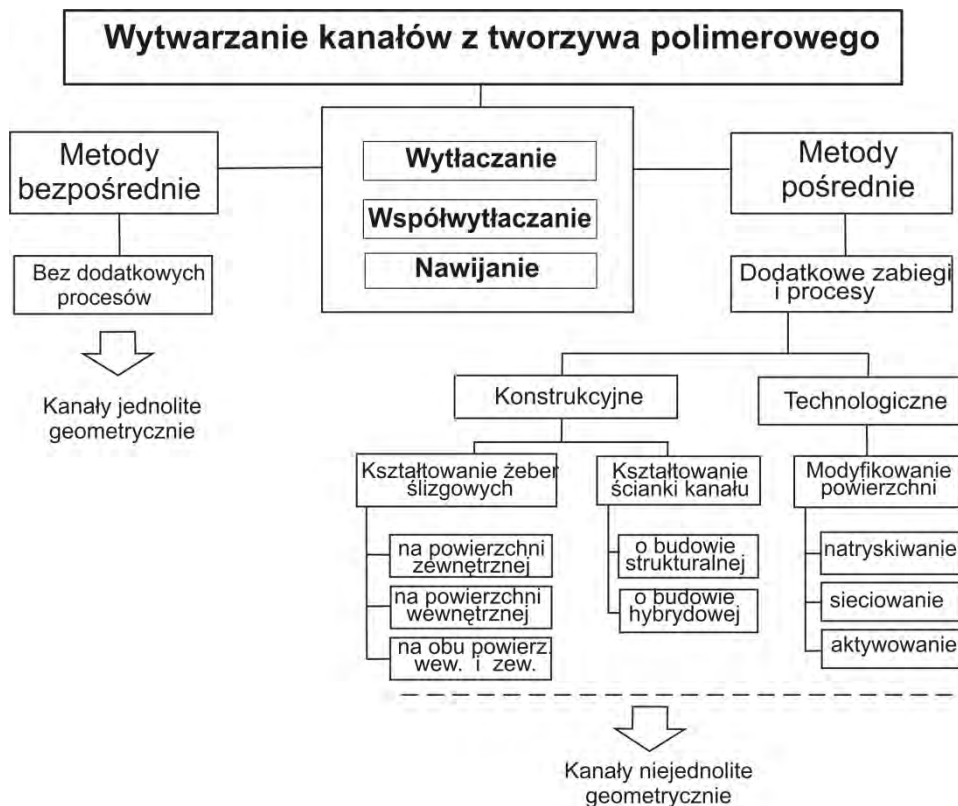 Wytwarzanie kanałów z tworzywa polimerowego
Metody
bezpośrednie
Wytłaczanie
Współwytłaczanie
Nawijanie
Metody
pośrednie
Bez dodatkowych
procesów
Dodatkowe zabiegi
i procesy
Kanały jednolite
geometrycznie
Konstrukcyjne
Technologiczne
Kształtowanie żeber
ślizgowych
Kształtowanie
ścianki kanału
Modyfikowanie
powierzchni
na powierzchni
zewnętrznej
na powierzchni
wewnętrznej
na obu powierz.
wew. i zew.
o budowie
strukturalnej
o budowie
hybrydowej
natryskiwanie
sieciowanie
aktywowanie
Kanały niejednolite
geometrycznie